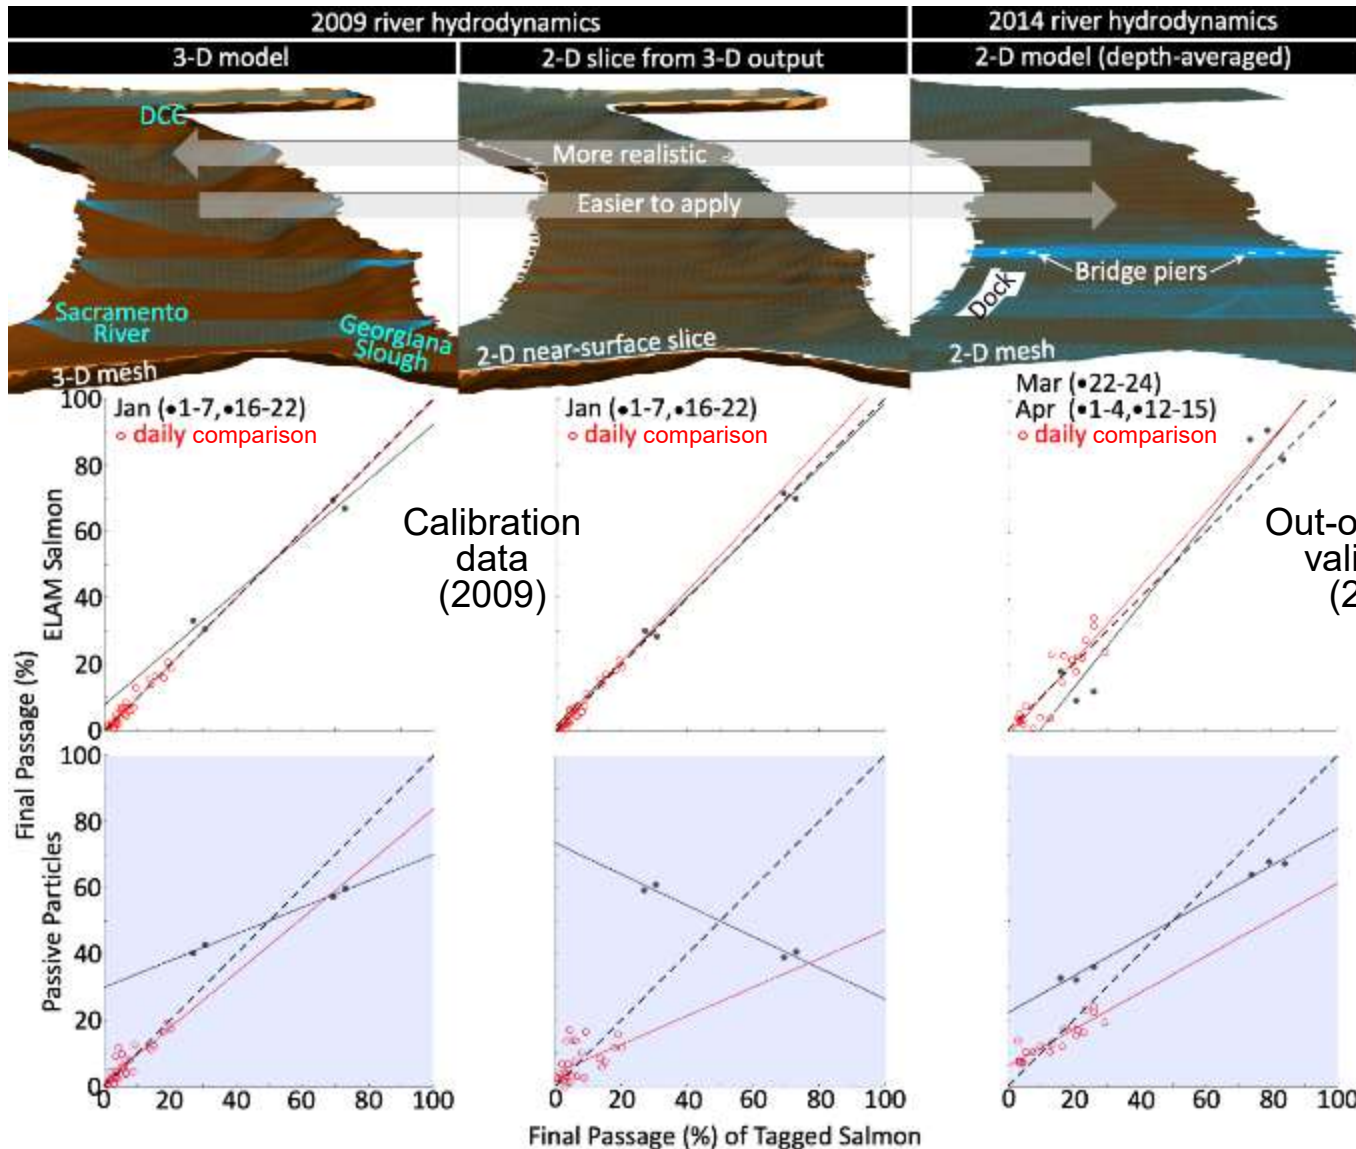 2009 river hydrodynamics
2014 river hydrodynamics
3-D model
2-D slice from 3-D output
2-D model (depth-averaged)
DCC
More realistic
Easier to apply
Bridge piers
Dock
Sacramento
River
Georgiana
Slough
3-D mesh
2-D near-surface slice
2-D mesh
Jan (•1-7, •16-22)
daily comparison
Jan (•1-7, •16-22)
daily comparison
Mar (•22-24)
Apr (•1-4, •12-15)
daily comparison
100
80
60
40
20
0
ELAM Salmon
Calibration
data
(2009)
Out-o
vali
(2
Final Passage (%)
100
80
60
40
20
0
Passive Particles
0 20 40 60 80 100
0 20 40 60 80 100
0 20 40 60 80 100
Final Passage (%) of Tagged Salmon